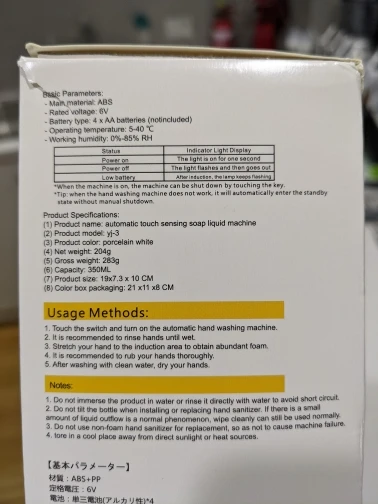 Basic Parameters:
- Main material: ABS
- Rated voltage: 6V
- Battery type: 4 x AA batteries (notincluded)
- Operating temperature: 5-40 ℃
- Working humidity: 0%-85% RH
Status Indicator Light Display
Power on The light is on for one second
Power off The light flashes and then goes out
Low battery After induction, the lamp keeps flashing
*When the machine is on, the machine can be shut down by touching the key.
*Tip: when the hand washing machine does not work, it will automatically enter the standby
state without manual shutdown.
Product Specifications:
(1) Product name: automatic touch sensing soap liquid machine
(2) Product model: yj-3
(3) Product color: porcelain white
(4) Net weight: 204g
(5) Gross weight: 283g
(6) Capacity: 350ML
(7) Product size: 19x7.3 x 10 CM
(8) Color box packaging: 21 x11 x8 CM
Usage Methods:
1. Touch the switch and turn on the automatic hand washing machine.
2. It is recommended to rinse hands until wet.
3. Stretch your hand to the induction area to obtain abundant foam.
4. It is recommended to rub your hands thoroughly.
5. After washing with clean water, dry your hands.
Notes:
1. Do not immerse the product in water or rinse it directly with water to avoid short circuit.
2. Do not tilt the bottle when installing or replacing hand sanitizer. If there is a small
amount of liquid outflow is a normal phenomenon, wipe cleanly can still be used normally.
3. Do not use non-foam hand sanitizer for replacement, so as not to cause machine failure.
4. tore in a cool place away from direct sunlight or heat sources.
【基本パラメーター】
材質：ABS+PP
定格電圧：6V
電池：単三電池(アルカリ性)*4